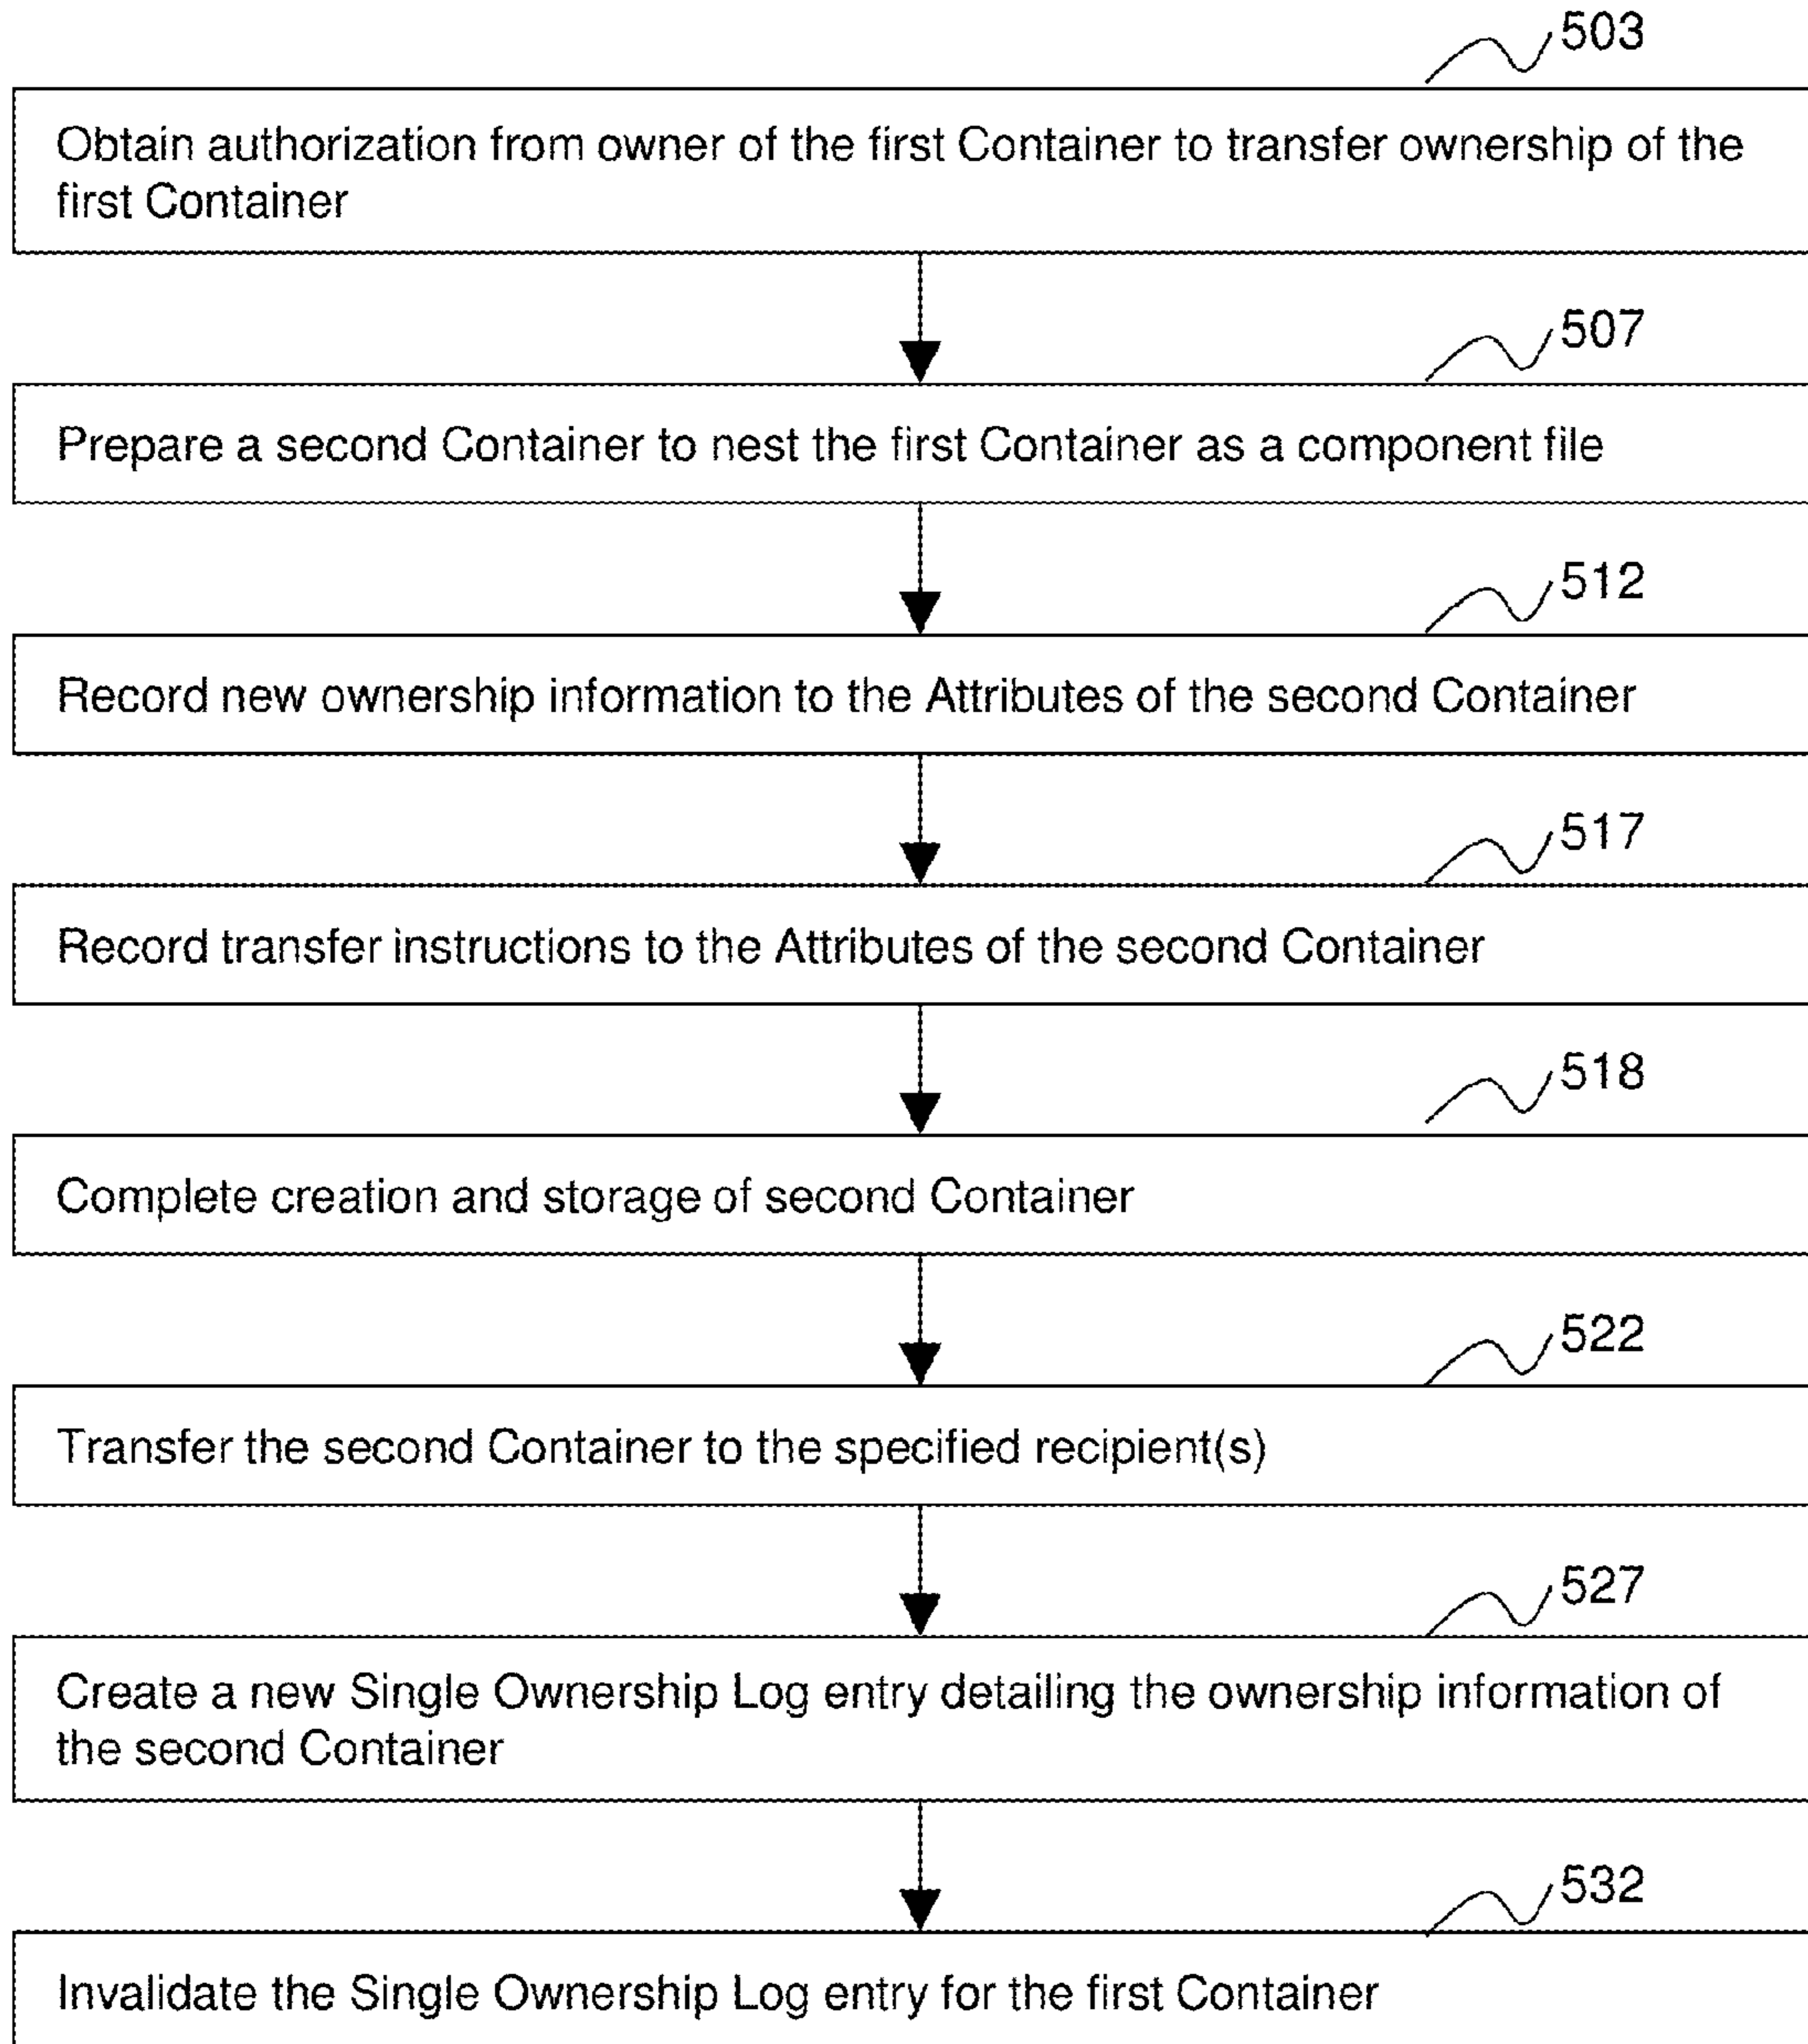 503
Obtain authorization from owner of the first Container to transfer ownership of the
first Container
507
Prepare a second Container to nest the first Container as a component file
512
Record new ownership information to the Attributes of the second Container
517
Record transfer instructions to the Attributes of the second Container
518
Complete creation and storage of second Container
522
Transfer the second Container to the specified recipient(s)
527
Create a new Single Ownership Log entry detailing the ownership information of
the second Container
532
Invalidate the Single Ownership Log entry for the first Container